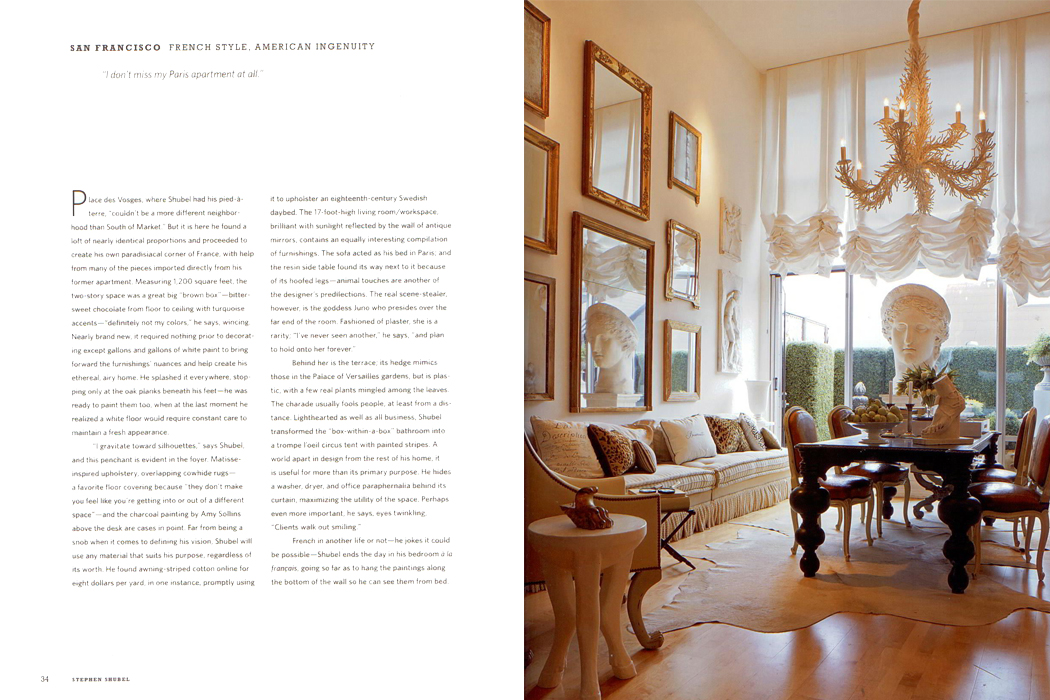 SAN FRANCISCO FRENCH STYLE, AMERICAN INGENUITY
"I don't miss my Paris apartment at all."
Place des Vosges, where Shubel had his pied-à-
terre, "couldn't be a more different neighbor-
hood than South of Market." But it is here he found a
loft of nearly identical proportions and proceeded to
create his own paradisiacal corner of France, with help
from many of the pieces imported directly from his
former apartment. Measuring 1,200 square feet, the
two-story space was a great big "brown box"—bitter-
sweet chocolate from floor to ceiling with turquoise
accents—"definitely not my colors," he says, wincing.
Nearly brand new, it required nothing prior to decorat-
ing except gallons and gallons of white paint to bring
forward the furnishings' nuances and help create his
ethereal, airy home. He splashed it everywhere, stop-
ping only at the oak planks beneath his feet—he was
ready to paint them too, when at the last moment he
realized a white floor would require constant care to
maintain a fresh appearance.
"I gravitate toward silhouettes," says Shubel,
and this penchant is evident in the foyer. Matisse-
inspired upholstery, overlapping cowhide rugs—
a favorite floor covering because "they don't make
you feel like you're getting into or out of a different
space"—and the charcoal painting by Amy Sollins
above the desk are cases in point. Far from being a
snob when it comes to defining his vision, Shubel will
use any material that suits his purpose, regardless of
its worth. He found awning-striped cotton online for
eight dollars per yard, in one instance, promptly using
it to upholster an eighteenth-century Swedish
daybed. The 17-foot-high living room/workspace,
brilliant with sunlight reflected by the wall of antique
mirrors, contains an equally interesting compilation
of furnishings. The sofa acted as his bed in Paris; and
the resin side table found its way next to it because
of its hoofed legs—animal touches are another of
the designer's predilections. The real scene-stealer,
however, is the goddess Juno who presides over the
far end of the room. Fashioned of plaster, she is a
rarity; "I've never seen another," he says, "and plan
to hold onto her forever."
Behind her is the terrace; its hedge mimics
those in the Palace of Versailles gardens, but is plas-
tic, with a few real plants mingled among the leaves.
The charade usually fools people, at least from a dis-
tance. Lighthearted as well as all business, Shubel
transformed the "box-within-a-box" bathroom into
a trompe l'oeil circus tent with painted stripes. A
world apart in design from the rest of his home, it
is useful for more than its primary purpose. He hides
a washer, dryer, and office paraphernalia behind its
curtain, maximizing the utility of the space. Perhaps
even more important, he says, eyes twinkling,
"Clients walk out smiling."
French in another life or not—he jokes it could
be possible—Shubel ends the day in his bedroom à la
français, going so far as to hang the paintings along
the bottom of the wall so he can see them from bed.
34 STEPHEN SHUBEL